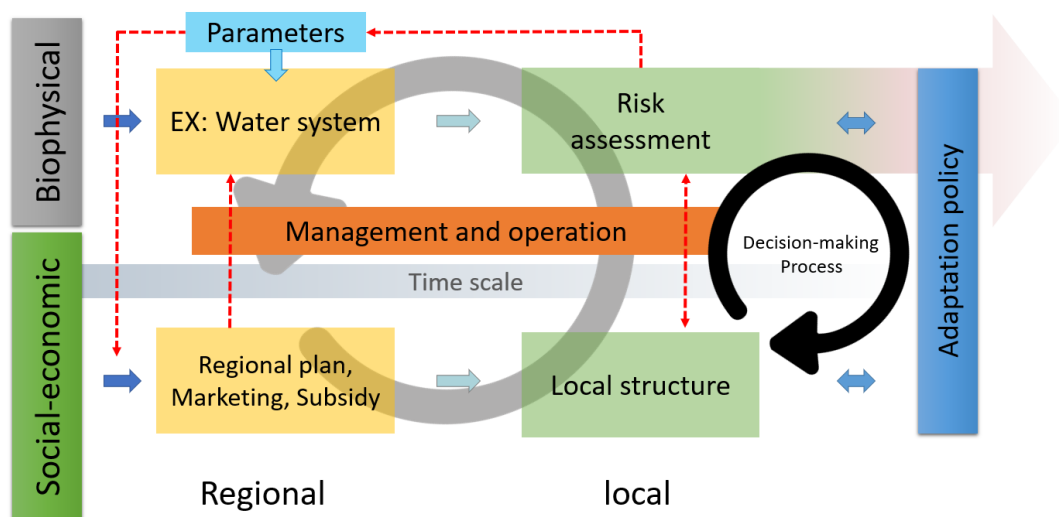 Biophysical
Parameters
EX: Water system
Risk
assessment
Management and operation
Decision-making
Process
Time scale
Adaptation policy
Social-economic
Regional plan,
Marketing, Subsidy
Local structure
Regional
local